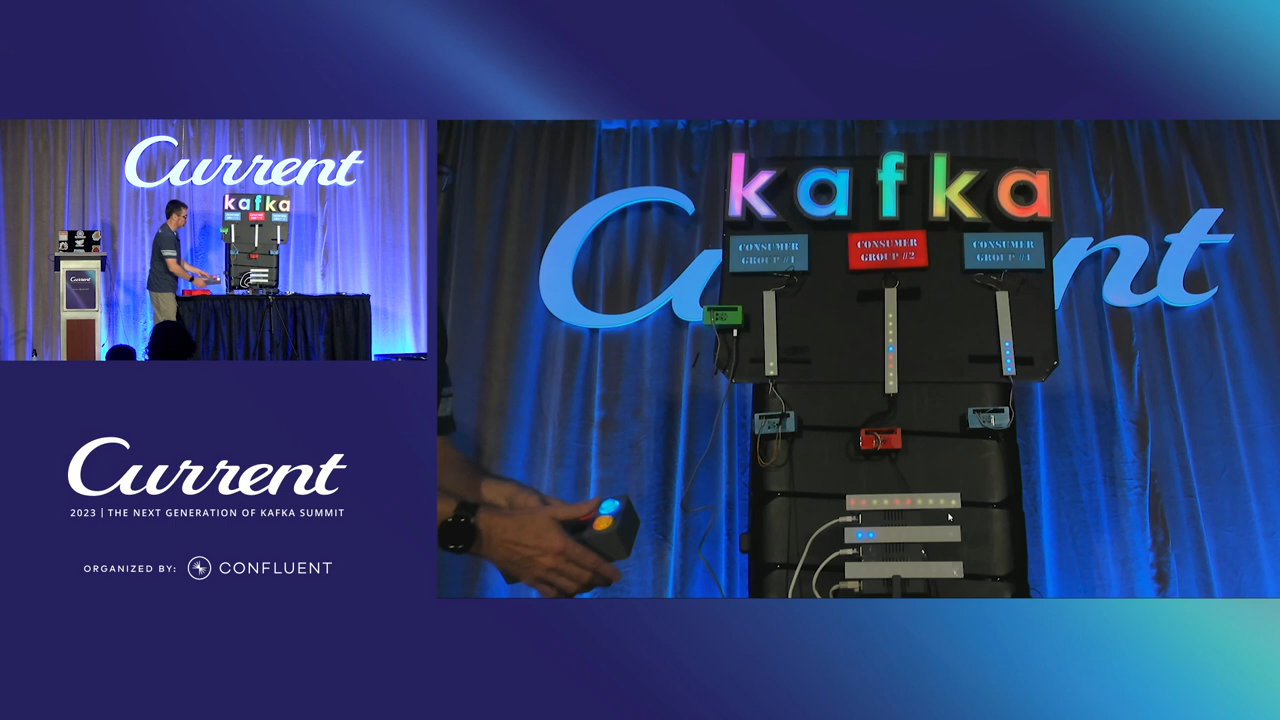 Current
kafka
Current
kafka
CONSUMER
GROUP #1
CONSUMER
GROUP #2
CONSUMER
GROUP #1
Current
2023 | THE NEXT GENERATION OF KAFKA SUMMIT
ORGANIZED BY: CONFLUENT